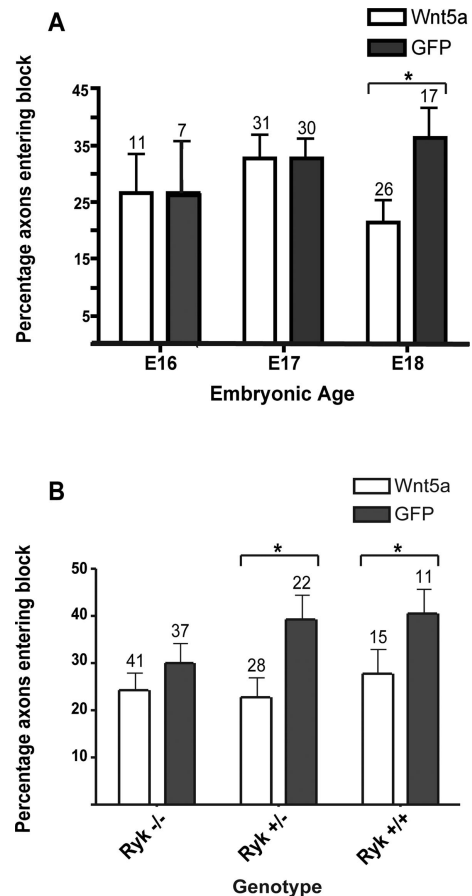 A
Wnt5a
GFP
Percentage axons entering block
45
35
25
15
5
11
7
31
30
26
*
17
E16
E17
E18
Embryonic Age
B
Wnt5a
GFP
Percentage axons entering block
50
40
30
20
10
41
37
28
*
22
15
*
11
Ryk -/-
Ryk +/-
Ryk +/+
Genotype